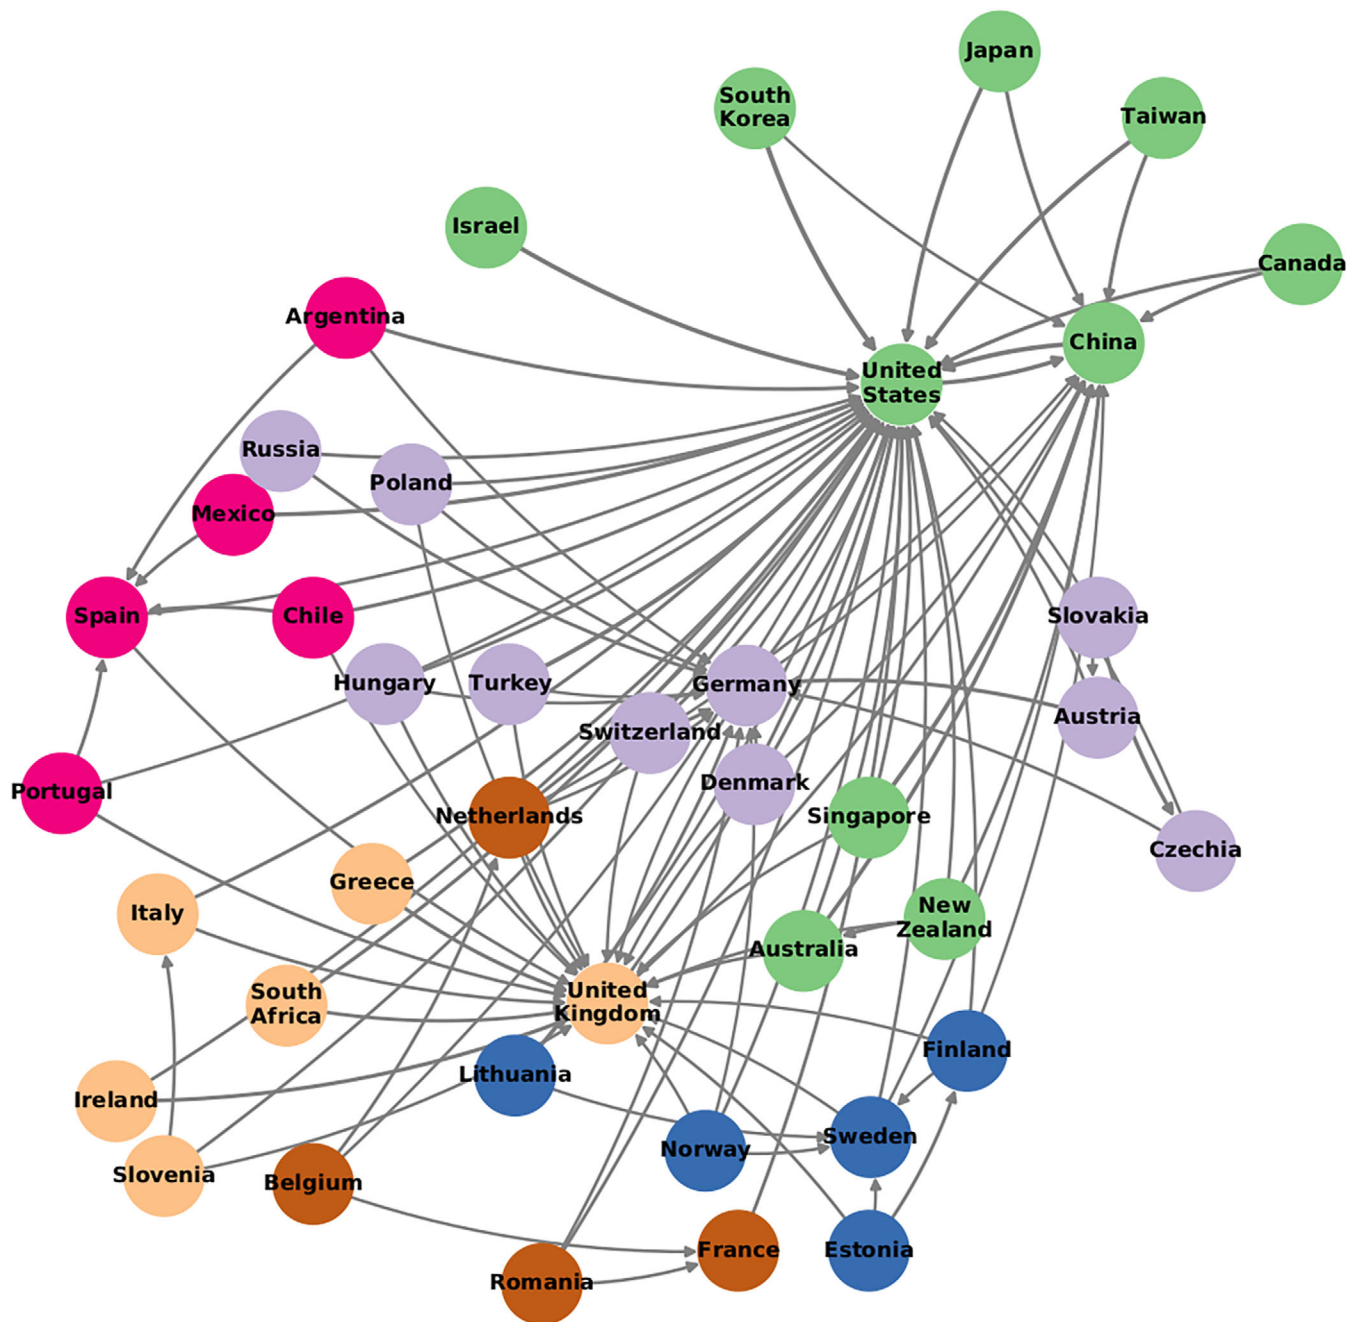 Japan
South
Korea
Taiwan
Israel
Canada
Argentina
China
United
States
Russia
Poland
Mexico
Spain
Chile
Slovakia
Hungary
Turkey
Germany
Switzerland
Austria
Denmark
Portugal
Netherlands
Singapore
Czechia
Greece
Italy
New
Zealand
Australia
South
Africa
United
Kingdom
Finland
Lithuania
Ireland
Sweden
Norway
Slovenia
Belgium
France
Estonia
Romania